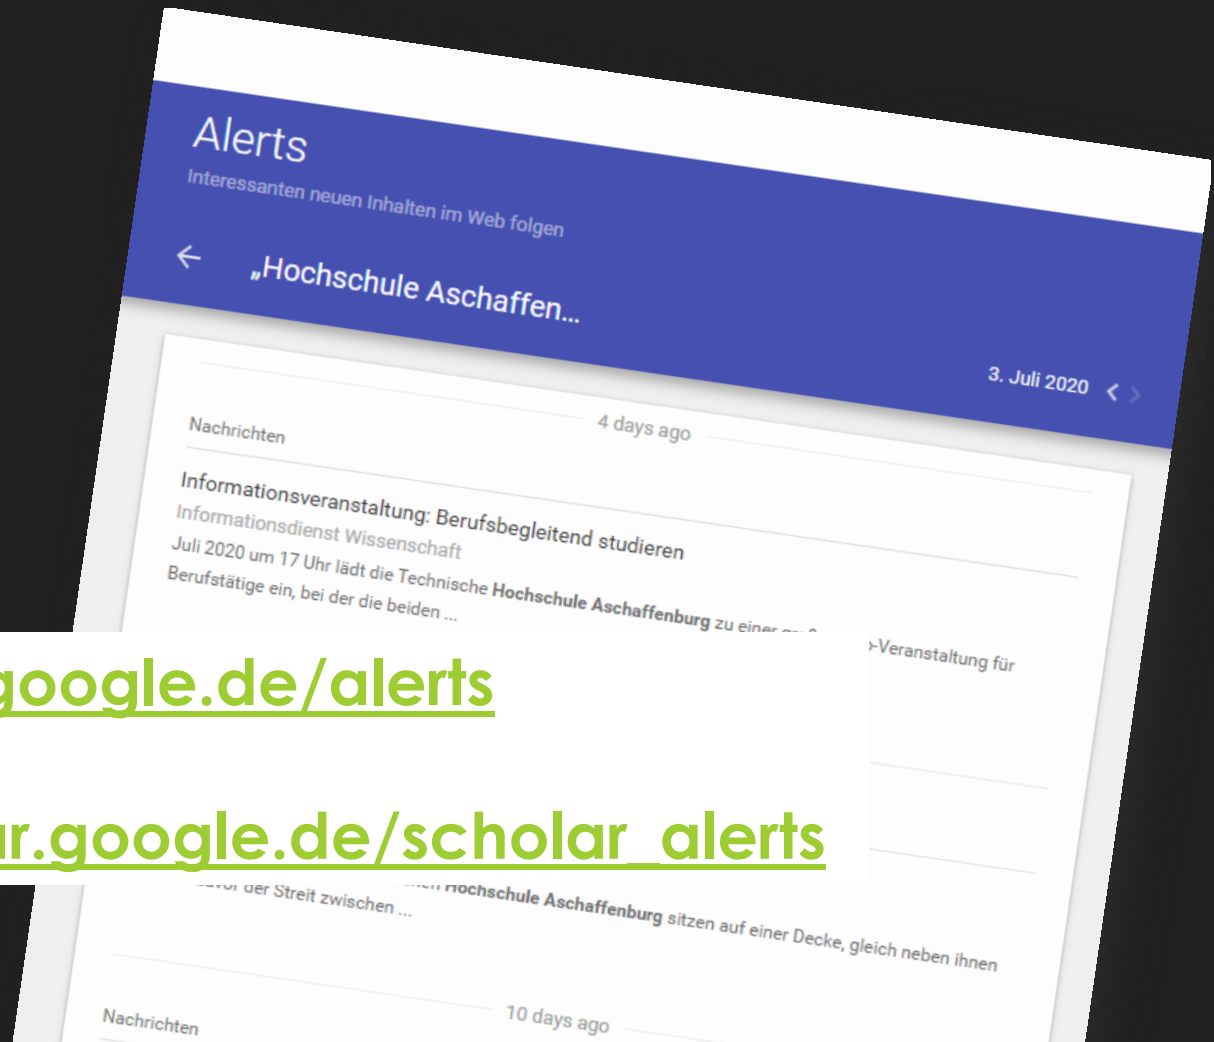 Alerts
Interessanten neuen Inhalten im Web folgen
„Hochschule Aschaffen...
3. Juli 2020
4 days ago
Nachrichten
Informationsveranstaltung: Berufsbegleitend studieren
Informationsdienst Wissenschaft
Juli 2020 um 17 Uhr lädt die Technische Hochschule Aschaffenburg zu einer -Veranstaltung für
Berufstätige ein, bei der die beiden ...
google.de/alerts
r.google.de/scholar_alerts
Hochschule Aschaffenburg sitzen auf einer Decke, gleich neben ihnen
der Streit zwischen ...
10 days ago
Nachrichten